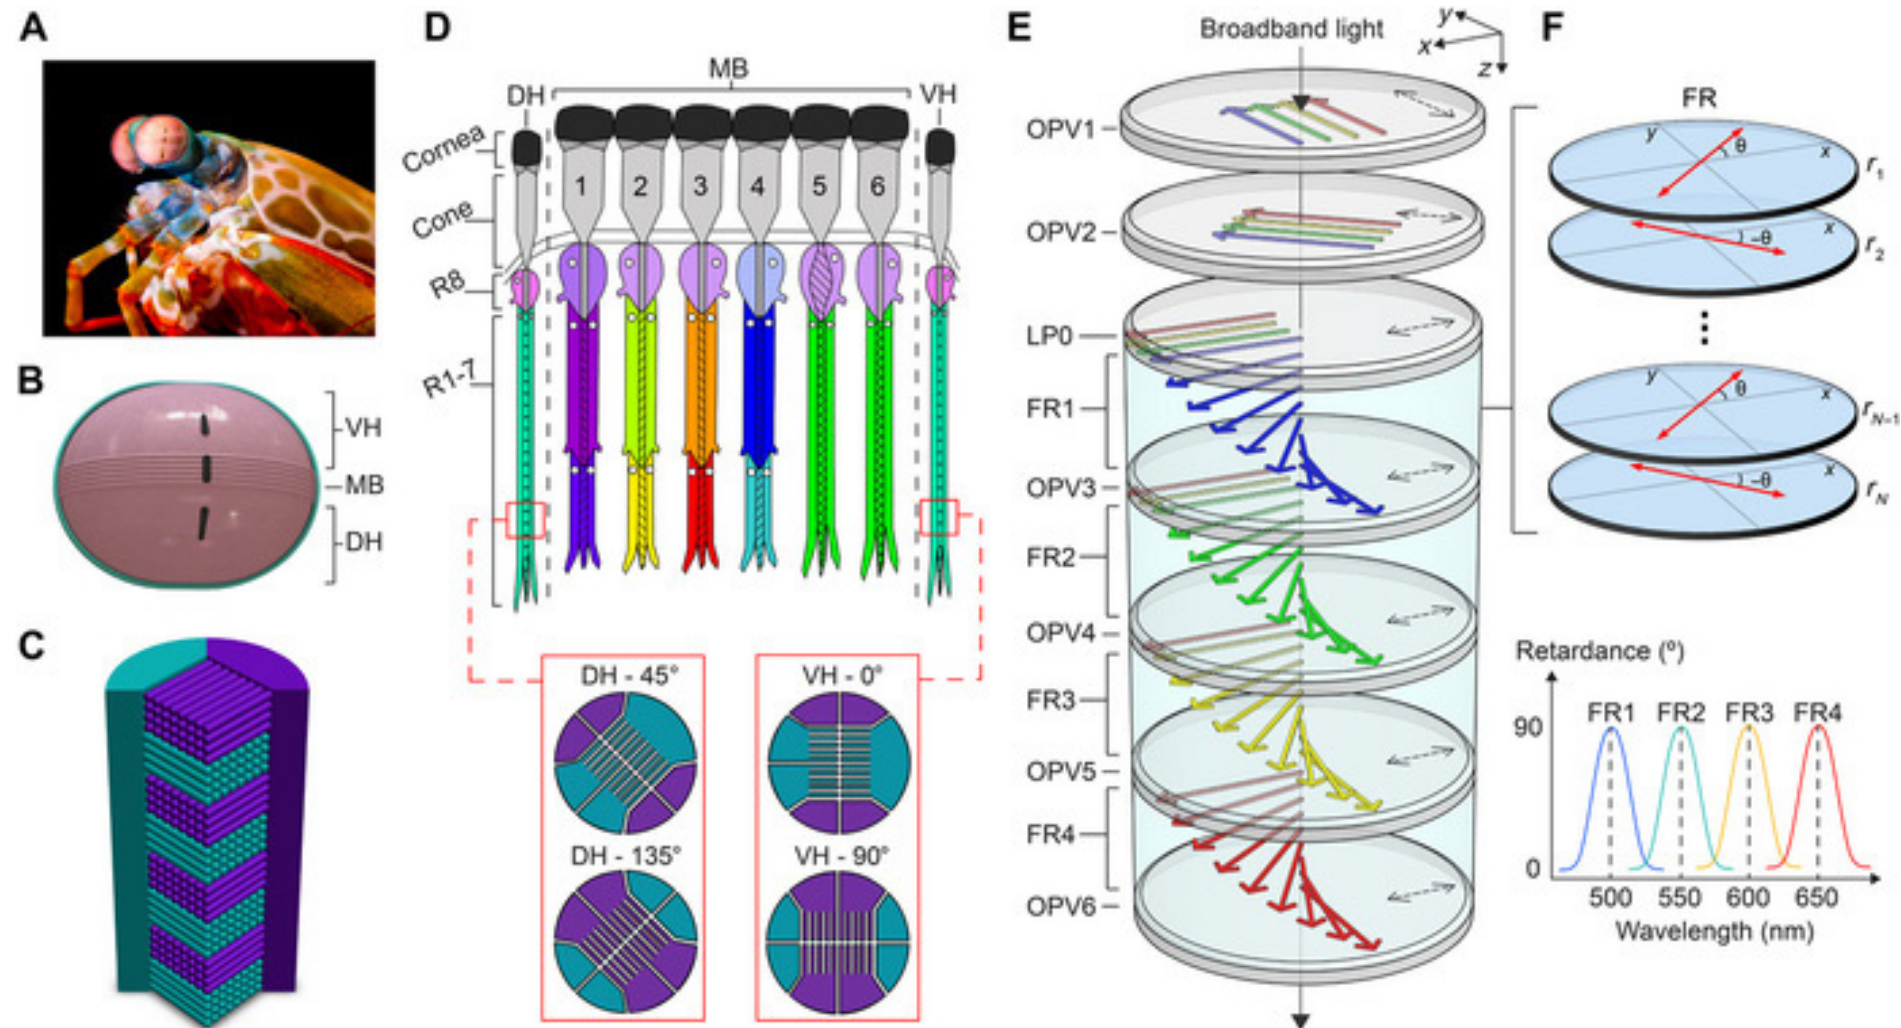 A
B
VH
MB
DH
C
D
MB
DH
VH
Cornea
Cone
R8
R1-7
1 2 3 4 5 6
DH - 45°
VH - 0°
DH - 135°
VH - 90°
E
Broadband light
y
x
z
OPV1
OPV2
LP0
FR1
OPV3
FR2
OPV4
FR3
OPV5
FR4
OPV6
F
FR
y θ x r1
-θ x r2
y θ x rN-1
-θ x rN
Retardance (º)
90
FR1 FR2 FR3 FR4
0
500 550 600 650
Wavelength (nm)